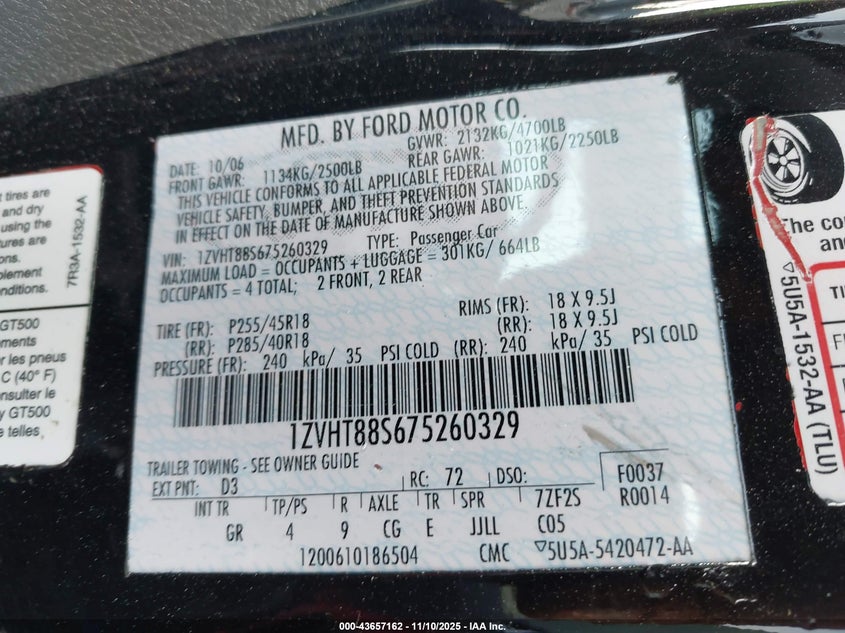 MFD. BY FORD MOTOR CO.
DATE: 10/06
GVWR: 2132KG/4700LB
FRONT GAWR: 1134KG/2500LB
REAR GAWR: 1021KG/2250LB
THIS VEHICLE CONFORMS TO ALL APPLICABLE FEDERAL MOTOR
VEHICLE SAFETY, BUMPER, AND THEFT PREVENTION STANDARDS
IN EFFECT ON THE DATE OF MANUFACTURE SHOWN ABOVE.
VIN: 1ZVHT88S675260329 TYPE: Passenger Car
MAXIMUM LOAD = OCCUPANTS + LUGGAGE = 301KG/ 664LB
OCCUPANTS = 4 TOTAL; 2 FRONT, 2 REAR
TIRE (FR): P255/45R18 RIMS (FR): 18 X 9.5J
(RR): P285/40R18 (RR): 18 X 9.5J
PRESSURE (FR): 240 kPa/ 35 PSI COLD (RR): 240 kPa/ 35 PSI COLD
1ZVHT88S675260329
TRAILER TOWING - SEE OWNER GUIDE
EXT PNT: D3 RC: 72 DSO: F0037
INT TR TP/PS R AXLE TR SPR 7ZF2S R0014
GR 4 9 CG E JJLL C05
1200610186504 CMC 5U5A-5420472-AA
t tires are
and dry
using the
ures are
ns.
plement
nditions.
7R3A-1532-AA
GT500
ments
r les pneus
C (40° F)
nsulter le
y GT500
e telles
The co
and
TI
F
5U5A-1532-AA (TLU)
000-43657162 - 11/10/2025 - IAA Inc.